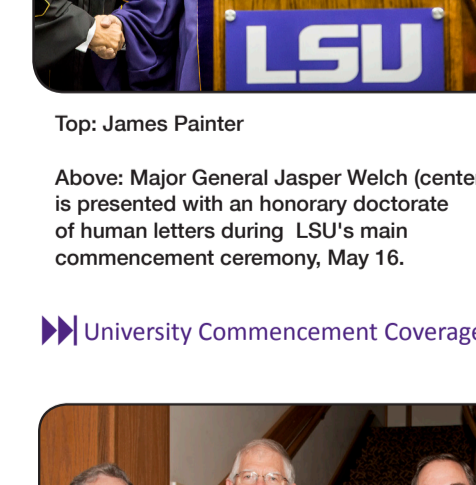 LSU
Top: James Painter
Above: Major General Jasper Welch (center
is presented with an honorary doctorate
of human letters during LSU's main
commencement ceremony, May 16.
University Commencement Coverage